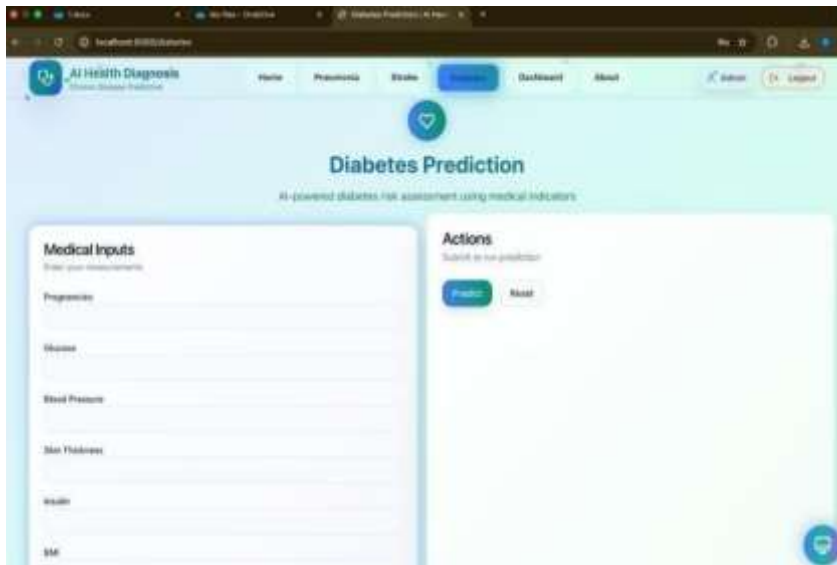 AI Health Diagnosis
Home
Pneumonia
Stroke
Dashboard
About
Admin
Logout
Diabetes Prediction
AI-powered diabetes risk assessment using medical indicators
Medical Inputs
Enter your measurements
Pregnancies
Glucose
Blood Pressure
Skin Thickness
Insulin
BMI
Actions
Submit to run prediction
Predict
Reset